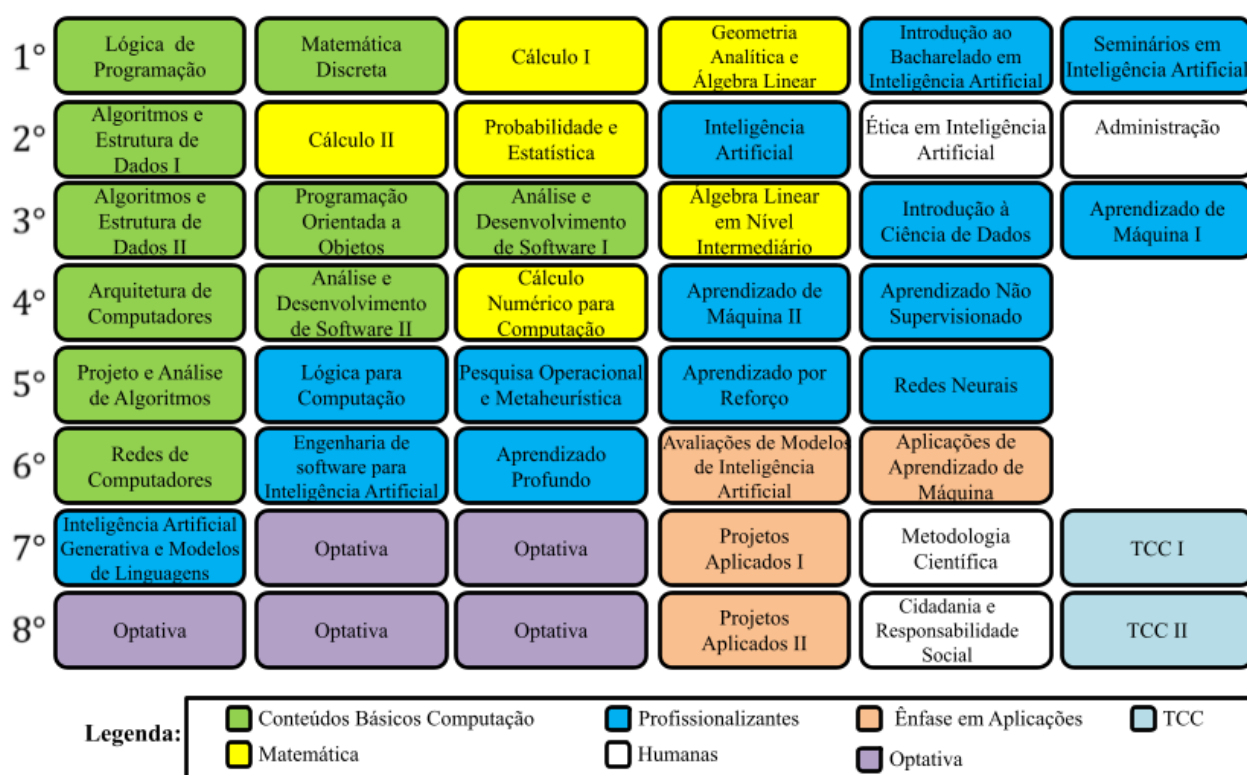 1°
Lógica de
Programação
Matemática
Discreta
Cálculo I
Geometria
Analítica e
Álgebra Linear
Introdução ao
Bacharelado em
Inteligência Artificial
Seminários em
Inteligência Artificial
2°
Algoritmos e
Estrutura de
Dados I
Cálculo II
Probabilidade e
Estatística
Inteligência
Artificial
Ética em Inteligência
Artificial
Administração
3°
Algoritmos e
Estrutura de
Dados II
Programação
Orientada a
Objetos
Análise e
Desenvolvimento
de Software I
Álgebra Linear
em Nível
Intermediário
Introdução à
Ciência de Dados
Aprendizado de
Máquina I
4°
Arquitetura de
Computadores
Análise e
Desenvolvimento
de Software II
Cálculo
Numérico para
Computação
Aprendizado de
Máquina II
Aprendizado Não
Supervisionado
5°
Projeto e Análise
de Algoritmos
Lógica para
Computação
Pesquisa Operacional
e Metaheurística
Aprendizado por
Reforço
Redes Neurais
6°
Redes de
Computadores
Engenharia de
software para
Inteligência Artificial
Aprendizado
Profundo
Avaliações de Modelos
de Inteligência
Artificial
Aplicações de
Aprendizado de
Máquina
7°
Inteligência Artificial
Generativa e Modelos
de Linguagens
Optativa
Optativa
Projetos
Aplicados I
Metodologia
Científica
TCC I
8°
Optativa
Optativa
Optativa
Projetos
Aplicados II
Cidadania e
Responsabilidade
Social
TCC II
Legenda:
Conteúdos Básicos Computação
Profissionalizantes
Ênfase em Aplicações
TCC
Matemática
Humanas
Optativa